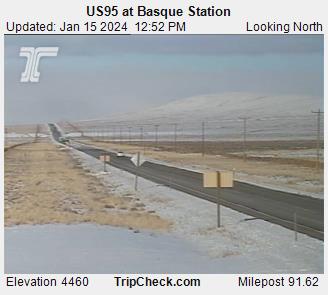 US95 at Basque Station
Updated: Jan 15 2024 12:52 PM Looking North
Elevation 4460 TripCheck.com Milepost 91.62